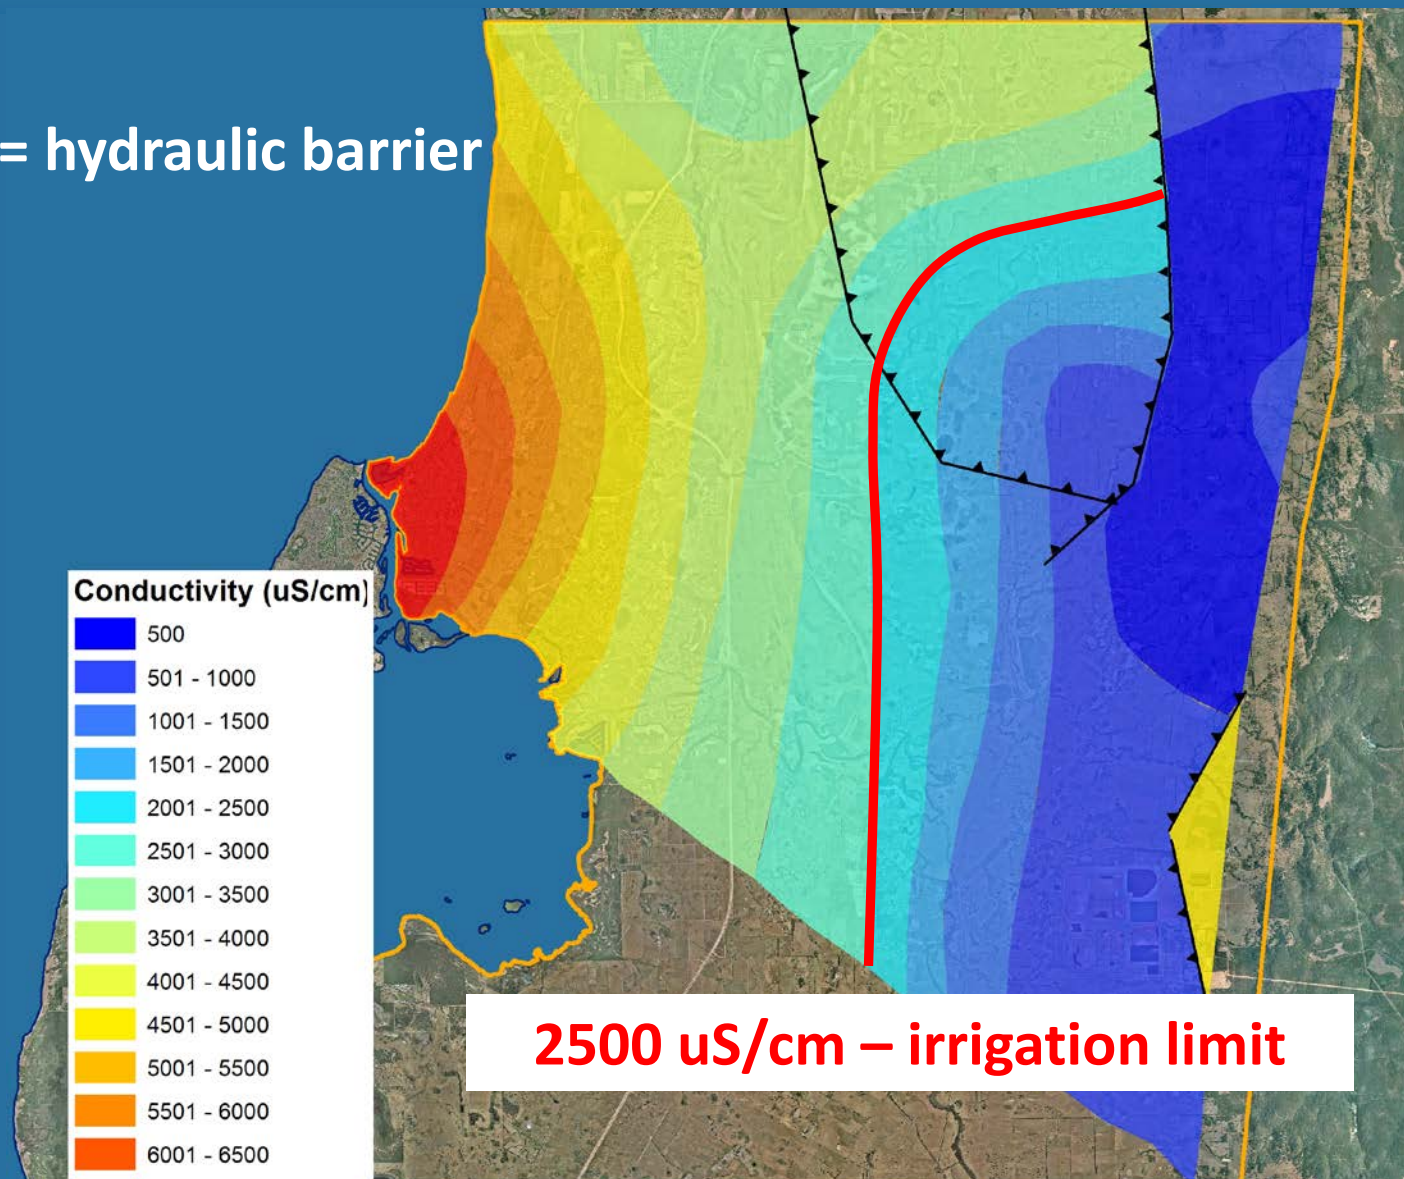 = hydraulic barrier
Conductivity (uS/cm)
500
501 - 1000
1001 - 1500
1501 - 2000
2001 - 2500
2501 - 3000
3001 - 3500
3501 - 4000
4001 - 4500
4501 - 5000
5001 - 5500
5501 - 6000
6001 - 6500
2500 uS/cm – irrigation limit